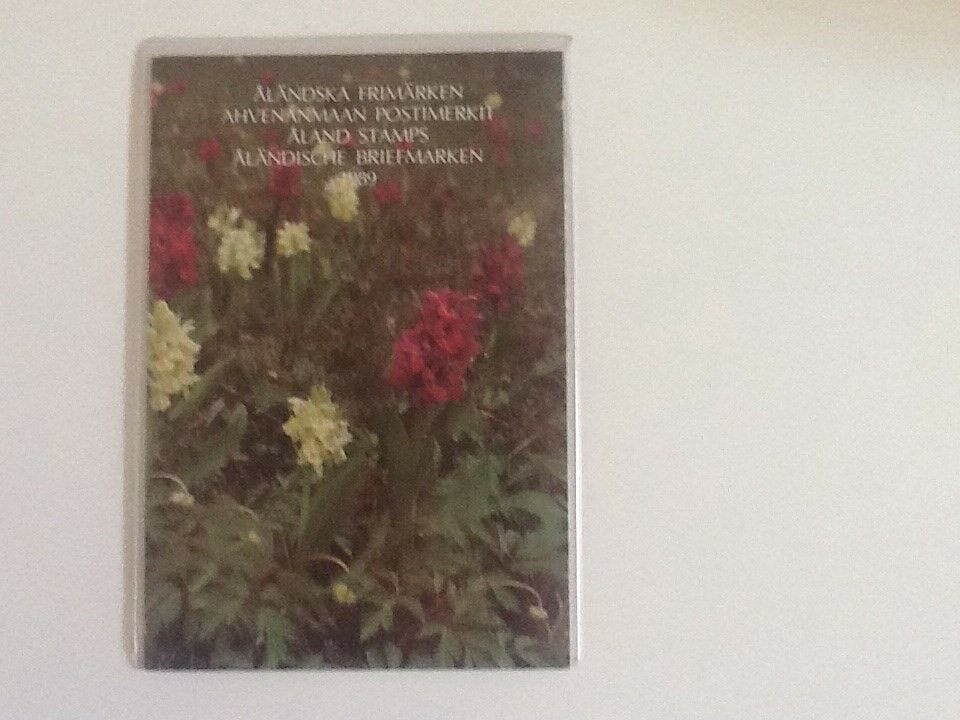 ÅLÄNDSKA FRIMÄRKEN
AHVENANMAAN POSTIMERKIT
ÅLAND STAMPS
ÅLÄNDISCHE BRIEFMARKEN
1989